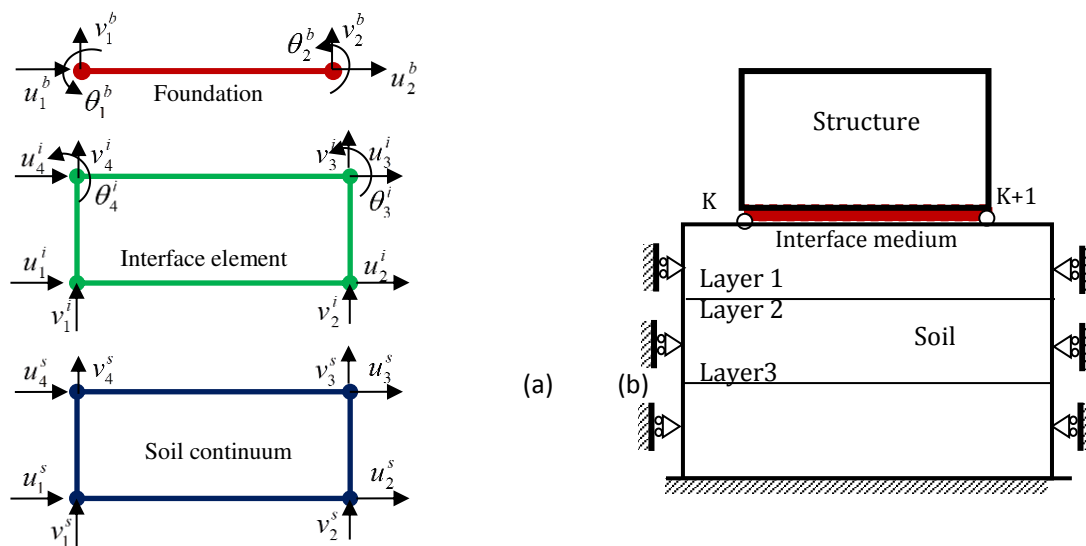 v₁ᵇ
θ₂ᵇ
v₂ᵇ
u₁ᵇ
θ₁ᵇ
Foundation
u₂ᵇ
u₄ⁱ
v₄ⁱ
v₃ⁱ
u₃ⁱ
θ₄ⁱ
θ₃ⁱ
Interface element
u₁ⁱ
u₂ⁱ
v₁ⁱ
v₂ⁱ
u₄ˢ
v₄ˢ
v₃ˢ
u₃ˢ
Soil continuum
u₁ˢ
u₂ˢ
v₁ˢ
v₂ˢ
(a)
(b)
Structure
K
K+1
Interface medium
Layer 1
Layer 2
Soil
Layer3